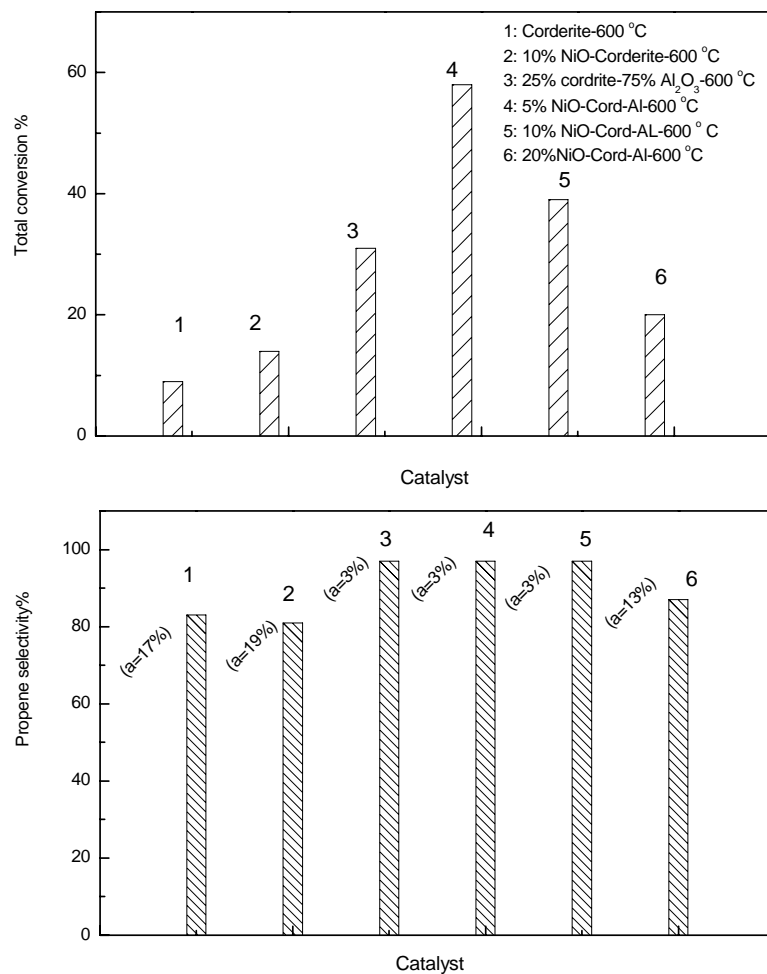 1: Corderite-600 °C
2: 10% NiO-Corderite-600 °C
3: 25% cordrite-75% Al₂O₃-600 °C
4: 5% NiO-Cord-Al-600 °C
5: 10% NiO-Cord-AL-600 ° C
6: 20%NiO-Cord-Al-600 °C
Total conversion %
60
40
20
0
1
2
3
4
5
6
Catalyst
Propene selectivity%
100
80
60
40
20
0
1
2
3
4
5
6
(a=17%)
(a=19%)
(a=3%)
(a=3%)
(a=3%)
(a=13%)
Catalyst